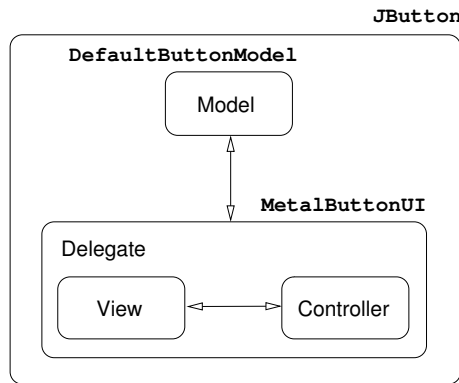 JButton
DefaultButtonModel
Model
MetalButtonUI
Delegate
View
Controller